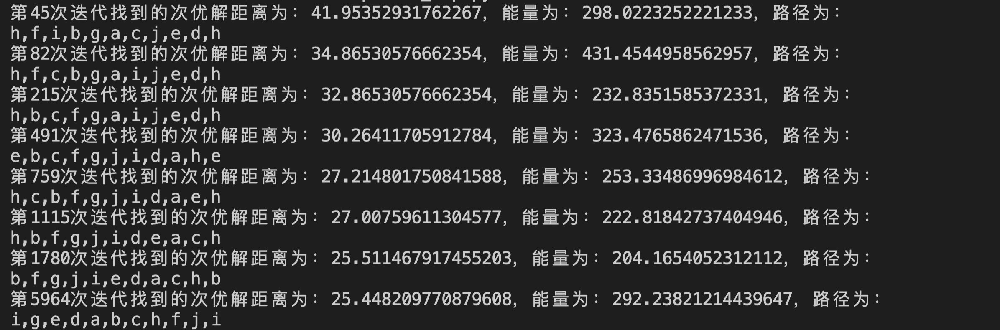 第45次迭代找到的次优解距离为：41.95352931762267，能量为：298.0223252221233，路径为：
h,f,i,b,g,a,c,j,e,d,h
第82次迭代找到的次优解距离为：34.86530576662354，能量为：431.4544958562957，路径为：
h,f,c,b,g,a,i,j,e,d,h
第215次迭代找到的次优解距离为：32.86530576662354，能量为：232.8351585372331，路径为：
h,b,c,f,g,a,i,j,e,d,h
第491次迭代找到的次优解距离为：30.26411705912784，能量为：323.4765862471536，路径为：
e,b,c,f,g,j,i,d,a,h,e
第759次迭代找到的次优解距离为：27.214801750841588，能量为：253.33486996984612，路径为：
h,c,b,f,g,j,i,d,a,e,h
第1115次迭代找到的次优解距离为：27.00759611304577，能量为：222.81842737404946，路径为：
h,b,f,g,j,i,d,e,a,c,h
第1780次迭代找到的次优解距离为：25.511467917455203，能量为：204.1654052312112，路径为：
b,f,g,j,i,e,d,a,c,h,b
第5964次迭代找到的次优解距离为：25.448209770879608，能量为：292.23821214439647，路径为：
i,g,e,d,a,b,c,h,f,j,i